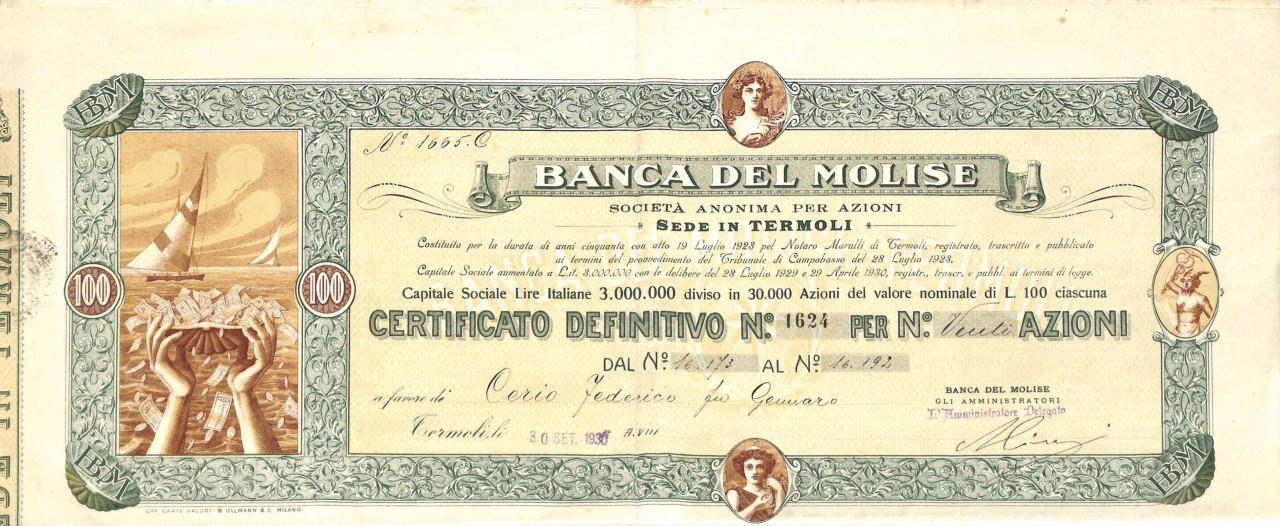 BM
BM
Nº 1665.C
BANCA DEL MOLISE
SOCIETÀ ANONIMA PER AZIONI
SEDE IN TERMOLI
Costituita per la durata di anni cinquanta con atto 19 Luglio 1923 pel Notaro Marulli di Termoli, registrato, trascritto e pubblicato
ai termini del provvedimento del Tribunale di Campobasso del 28 Luglio 1923.
Capitale Sociale aumentato a Lit. 3,000,000 con le delibere del 28 Luglio 1929 e 29 Aprile 1930, registr., trascr. e pubbl. ai termini di legge.
100
100
Capitale Sociale Lire Italiane 3.000.000 diviso in 30.000 Azioni del valore nominale di L. 100 ciascuna
CERTIFICATO DEFINITIVO Nº. 1624 PER Nº. Venti AZIONI
DAL Nº. 16.173 AL Nº. 16.192
a favore di Cerio Federico fu Gennaro
BANCA DEL MOLISE
GLI AMMINISTRATORI
L'Amministratore Delegato
Termoli, li 30 SET. 1930 A.VIII
BM
BM
OFF. CARTE VALORI B. ULLMANN & C. MILANO